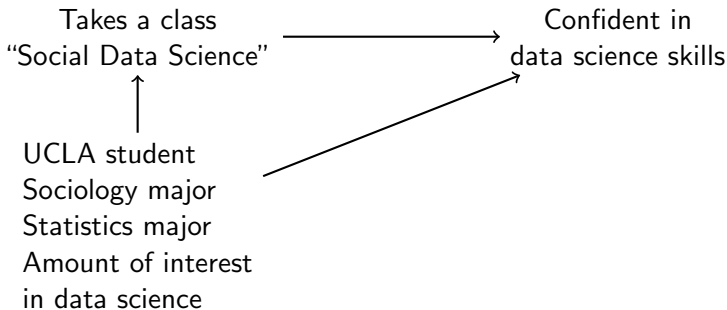 Takes a class
“Social Data Science”
Confident in
data science skills
UCLA student
Sociology major
Statistics major
Amount of interest
in data science